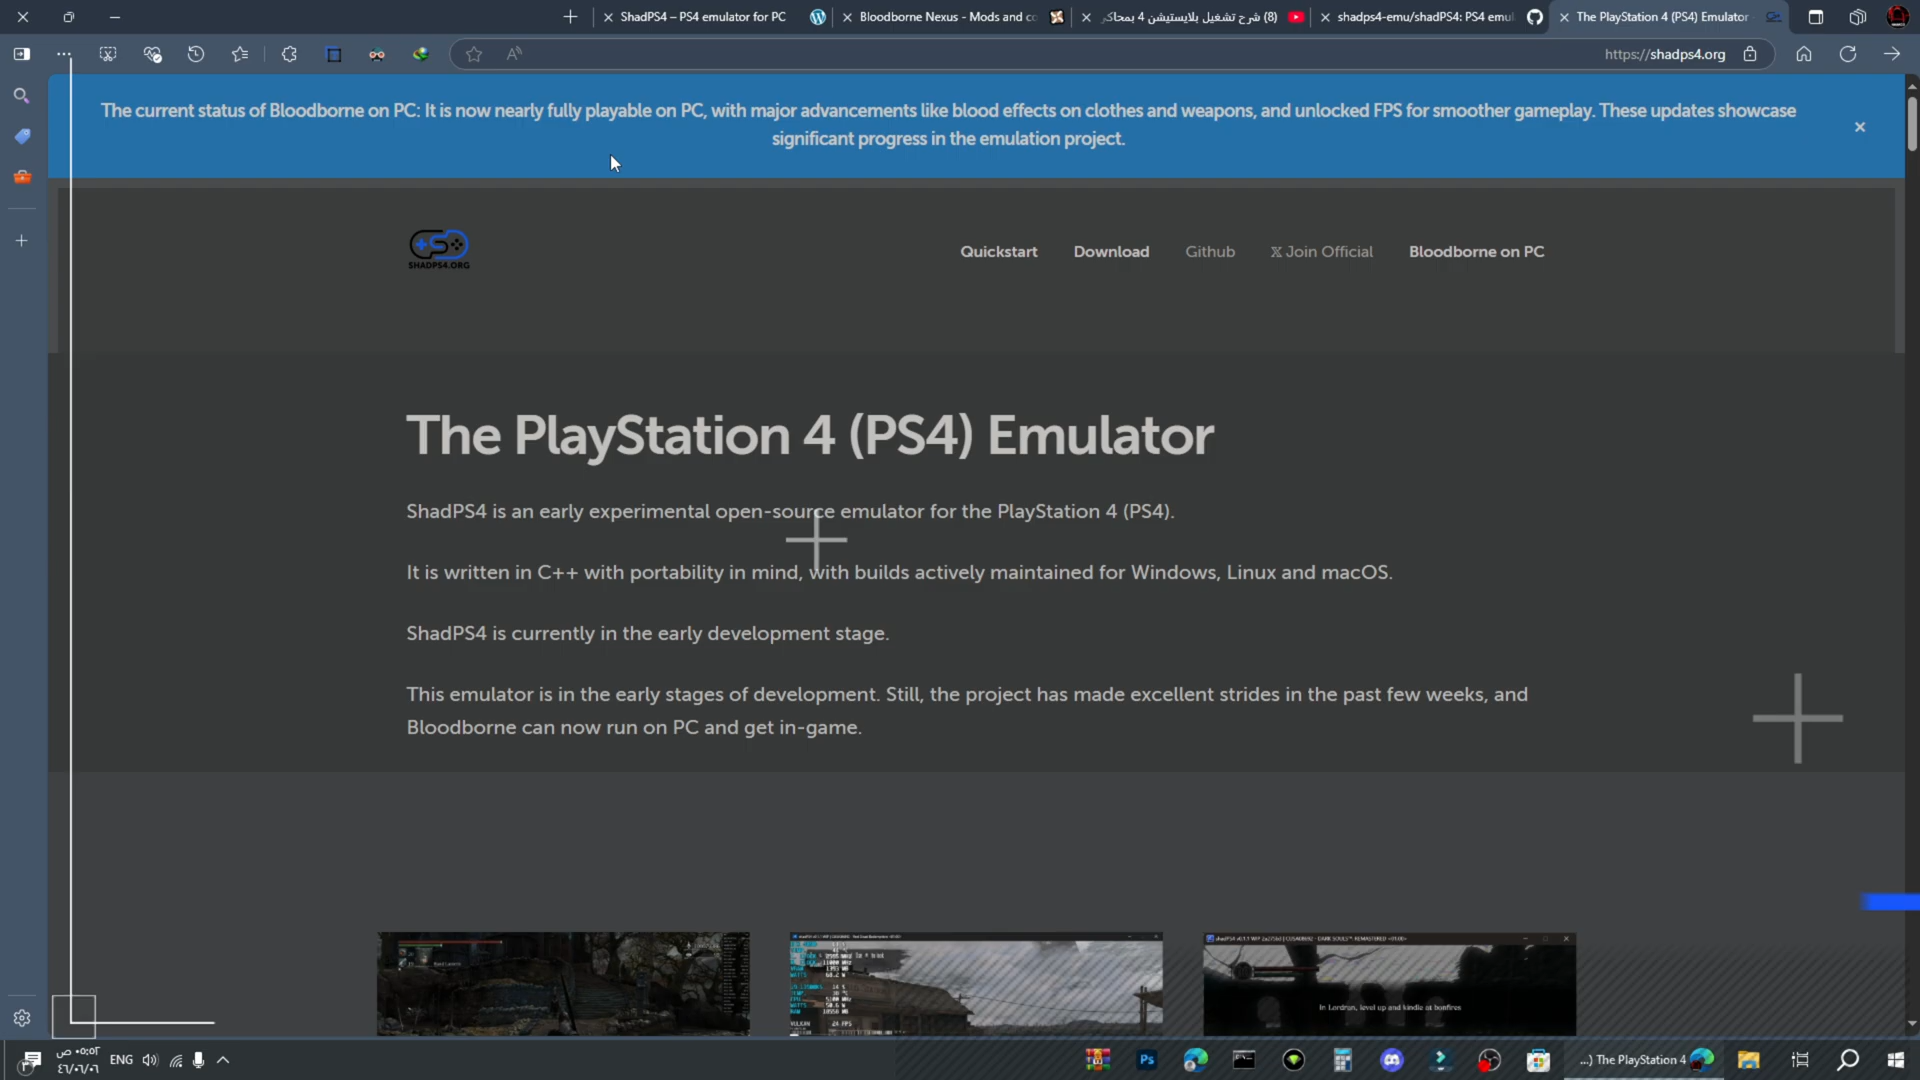 ShadPS4 – PS4 emulator for PC
Bloodborne Nexus - Mods and co
(8) شرح تشغيل بلايستيشن 4 بمحاكر
shadps4-emu/shadPS4: PS4 emul
The PlayStation 4 (PS4) Emulator
https://shadps4.org
The current status of Bloodborne on PC: It is now nearly fully playable on PC, with major advancements like blood effects on clothes and weapons, and unlocked FPS for smoother gameplay. These updates showcase
significant progress in the emulation project.
SHADPS4.ORG
Quickstart
Download
Github
𝕏 Join Official
Bloodborne on PC
The PlayStation 4 (PS4) Emulator
ShadPS4 is an early experimental open-source emulator for the PlayStation 4 (PS4).
It is written in C++ with portability in mind, with builds actively maintained for Windows, Linux and macOS.
ShadPS4 is currently in the early development stage.
This emulator is in the early stages of development. Still, the project has made excellent strides in the past few weeks, and
Bloodborne can now run on PC and get in-game.
In Lordran, level up and kindle at bonfires
٠٥:٥٢ ص
٤٦/٠٦/٠٦
ENG
Ps
...) The PlayStation 4